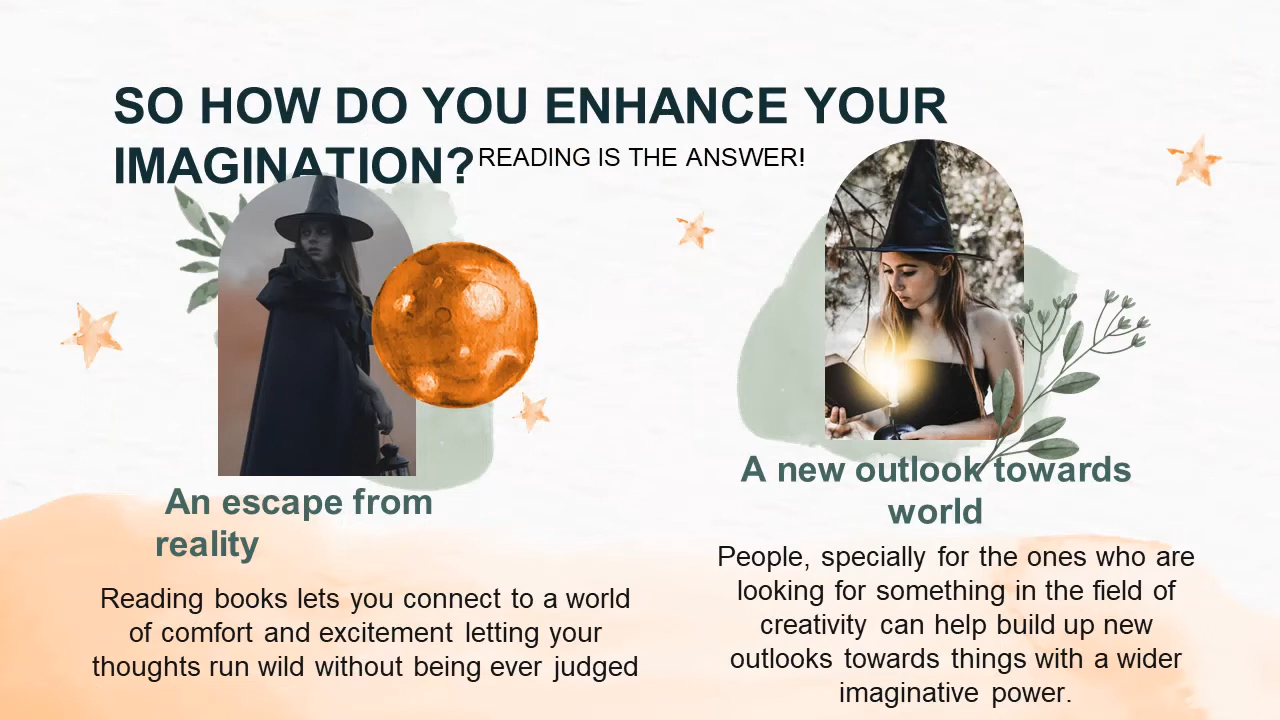 SO HOW DO YOU ENHANCE YOUR
IMAGINATION?
READING IS THE ANSWER!
An escape from
reality
Reading books lets you connect to a world
of comfort and excitement letting your
thoughts run wild without being ever judged
A new outlook towards
world
People, specially for the ones who are
looking for something in the field of
creativity can help build up new
outlooks towards things with a wider
imaginative power.